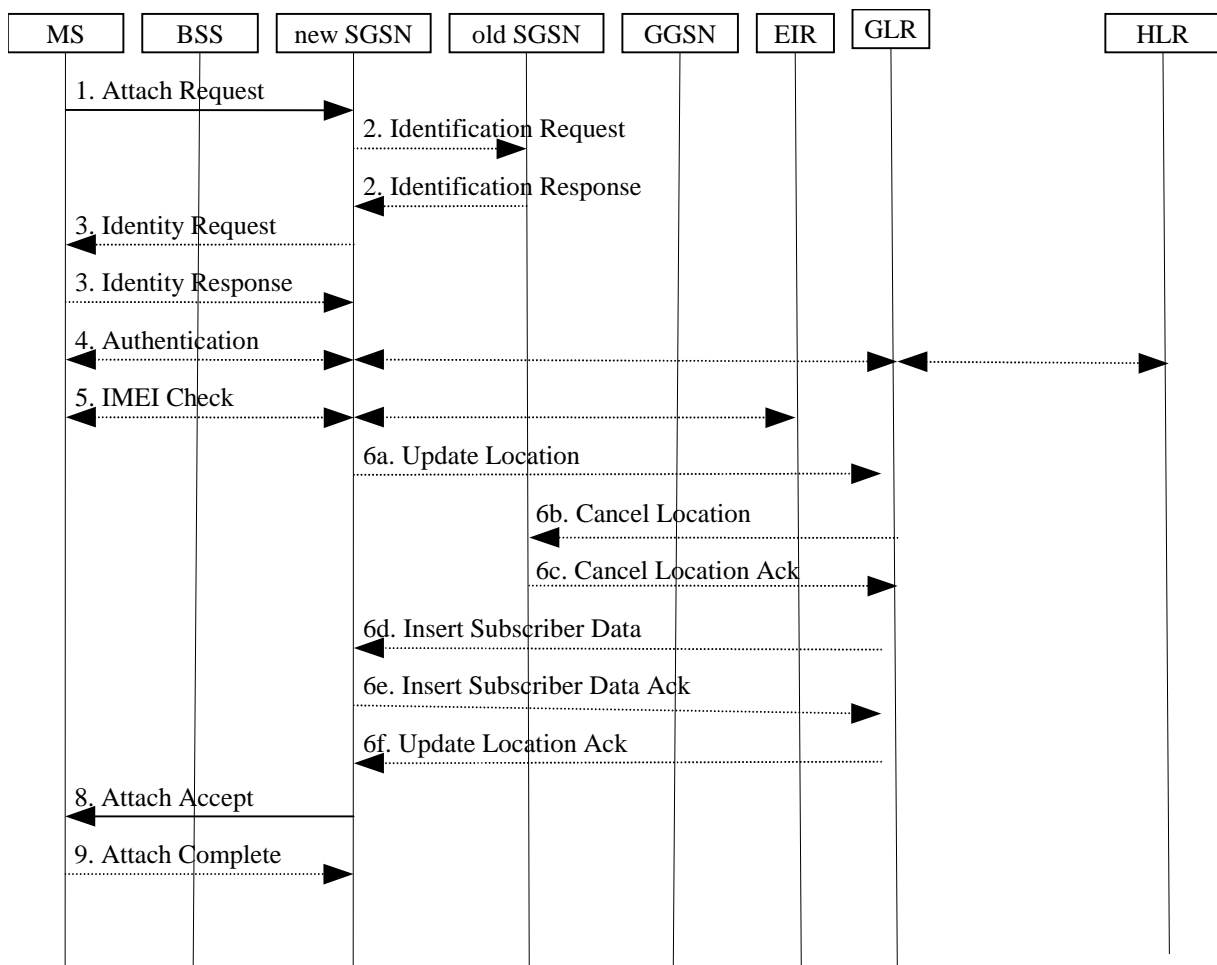 MS
BSS
new SGSN
old SGSN
GGSN
EIR
GLR
HLR
1. Attach Request
2. Identification Request
2. Identification Response
3. Identity Request
3. Identity Response
4. Authentication
5. IMEI Check
6a. Update Location
6b. Cancel Location
6c. Cancel Location Ack
6d. Insert Subscriber Data
6e. Insert Subscriber Data Ack
6f. Update Location Ack
8. Attach Accept
9. Attach Complete